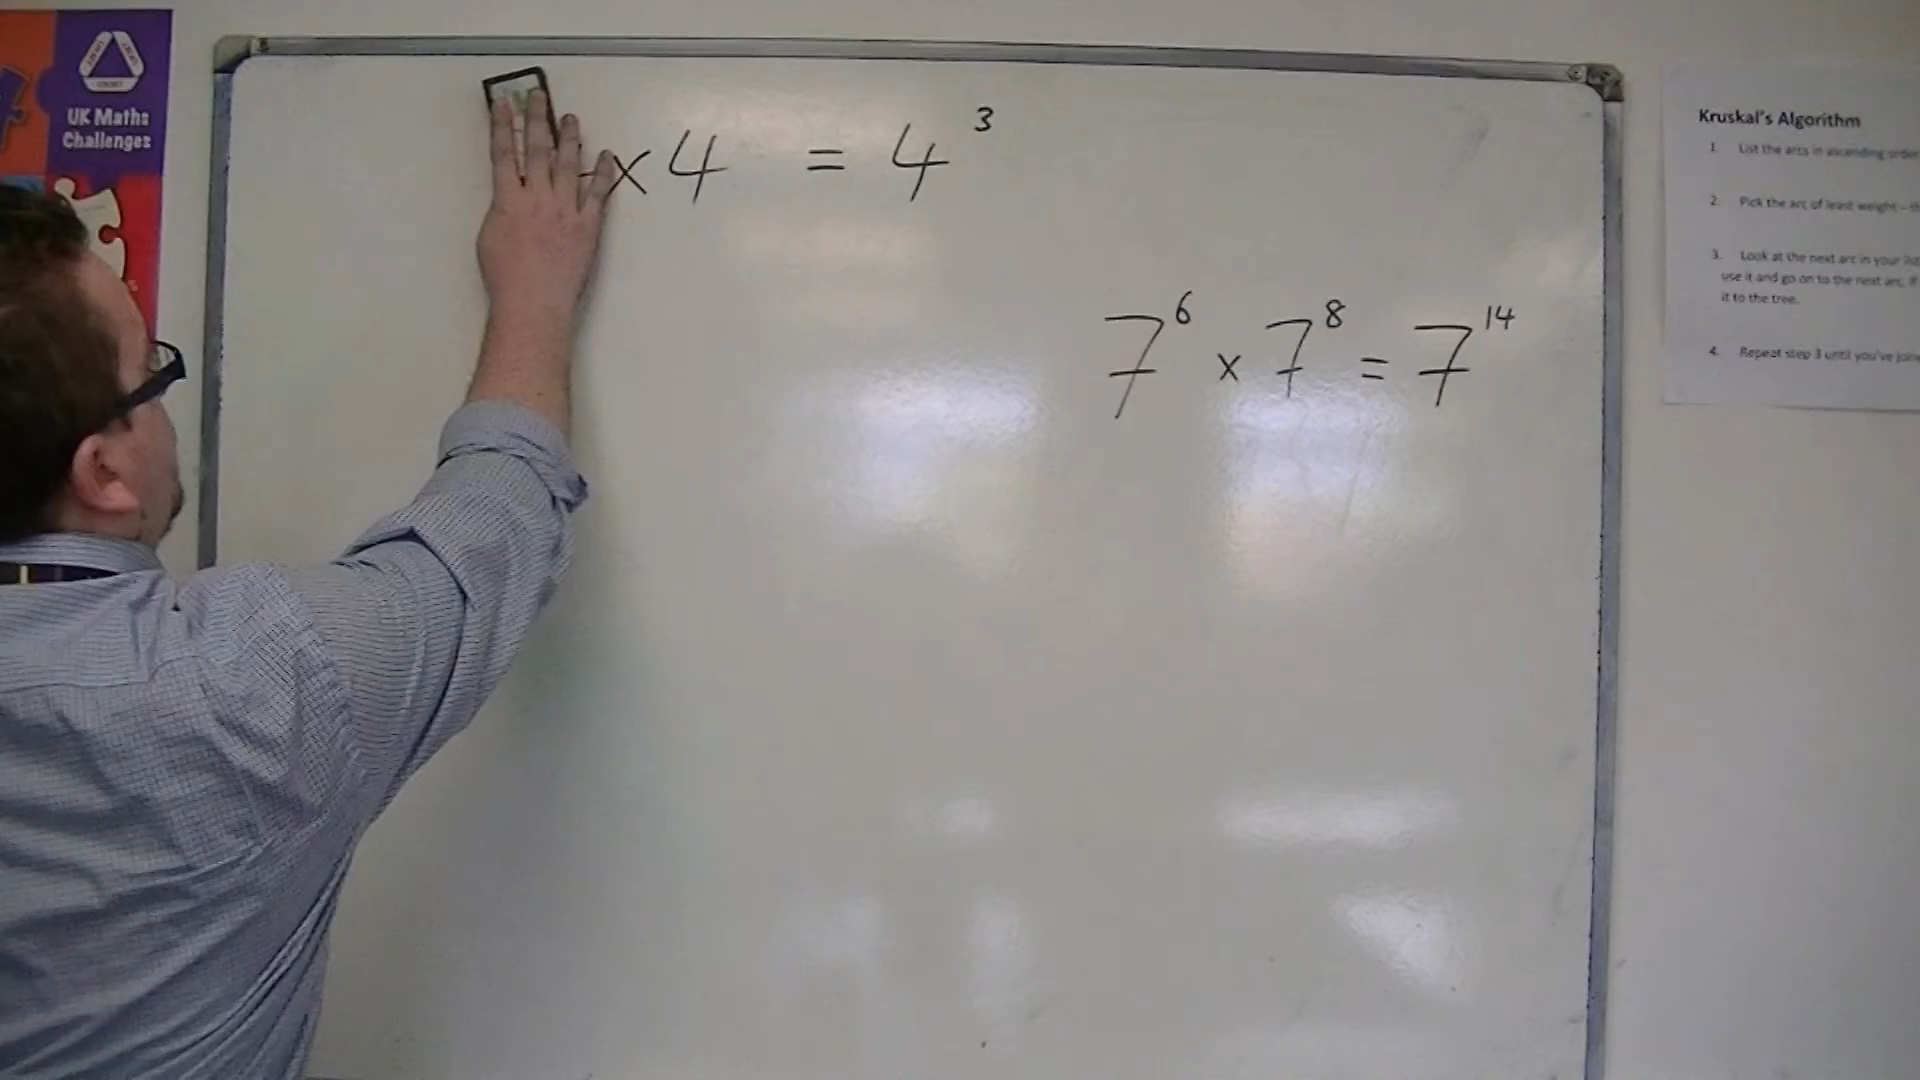 UK Maths
Challenges
× 4 = 4³
7⁶ × 7⁸ = 7¹⁴
Kruskal's Algorithm
1. List the arcs in ascending order
2. Pick the arc of least weight –
3. Look at the next arc in your list
use it and go on to the next arc. If
it to the tree.
4. Repeat step 3 until you've